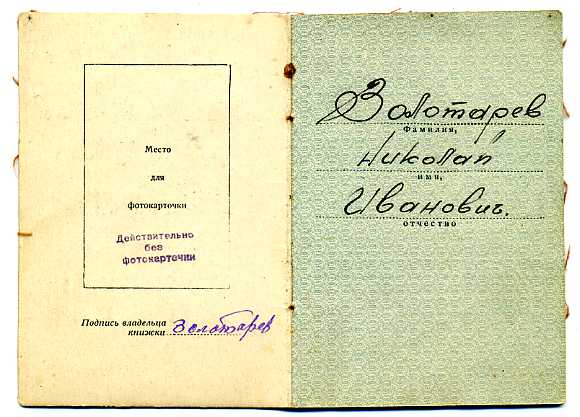 Место
для
фотокарточки
Действительно
без
фотокарточки
Подпись владельца
книжки Золотарев
Золотарев
Фамилия,
Николай
имя,
Иванович.
отчество